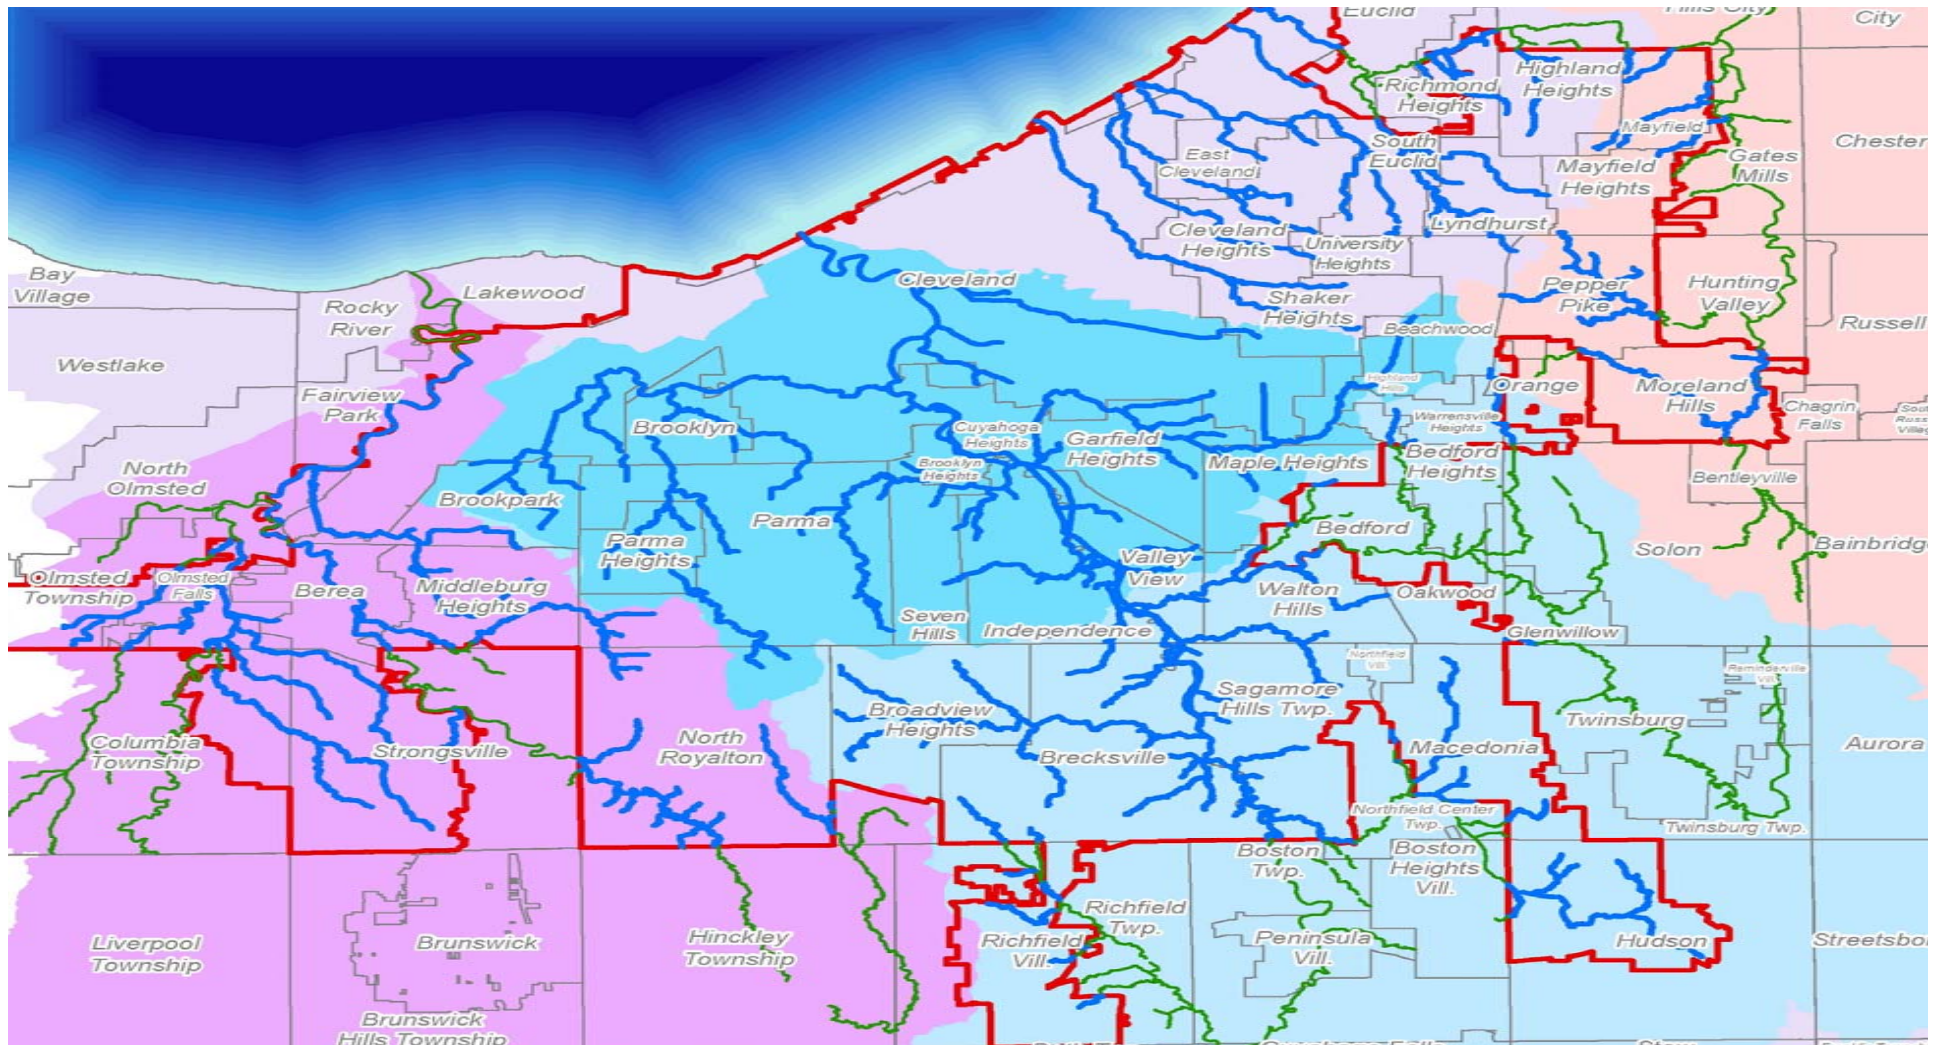 Euclid
Hills City
City
Highland
Heights
Richmond
Heights
Mayfield
South
Euclid
Chester
East
Cleveland
Gates
Mills
Mayfield
Heights
Lyndhurst
Cleveland
Heights
University
Heights
Bay
Village
Lakewood
Cleveland
Rocky
River
Shaker
Heights
Pepper
Pike
Hunting
Valley
Beachwood
Russell
Westlake
Highland
Hills
Orange
Moreland
Hills
Fairview
Park
Chagrin
Falls
Brooklyn
Cuyahoga
Heights
Garfield
Heights
Warrensville
Heights
Bedford
Heights
Maple Heights
North
Olmsted
Brooklyn
Heights
Bentleyville
Brookpark
Parma
Bedford
Parma
Heights
Valley
View
Solon
Bainbridge
Olmsted
Township
Olmsted
Falls
Berea
Middleburg
Heights
Walton
Hills
Oakwood
Seven
Hills
Independence
Glenwillow
Northfield
Vill.
Reminderville
Vill.
Sagamore
Hills Twp.
Broadview
Heights
Twinsburg
Columbia
Township
Strongsville
North
Royalton
Brecksville
Macedonia
Aurora
Northfield Center
Twp.
Twinsburg Twp.
Boston
Twp.
Boston
Heights
Vill.
Richfield
Twp.
Liverpool
Township
Brunswick
Hinckley
Township
Richfield
Vill.
Peninsula
Vill.
Hudson
Streetsbo
Brunswick
Hills Township